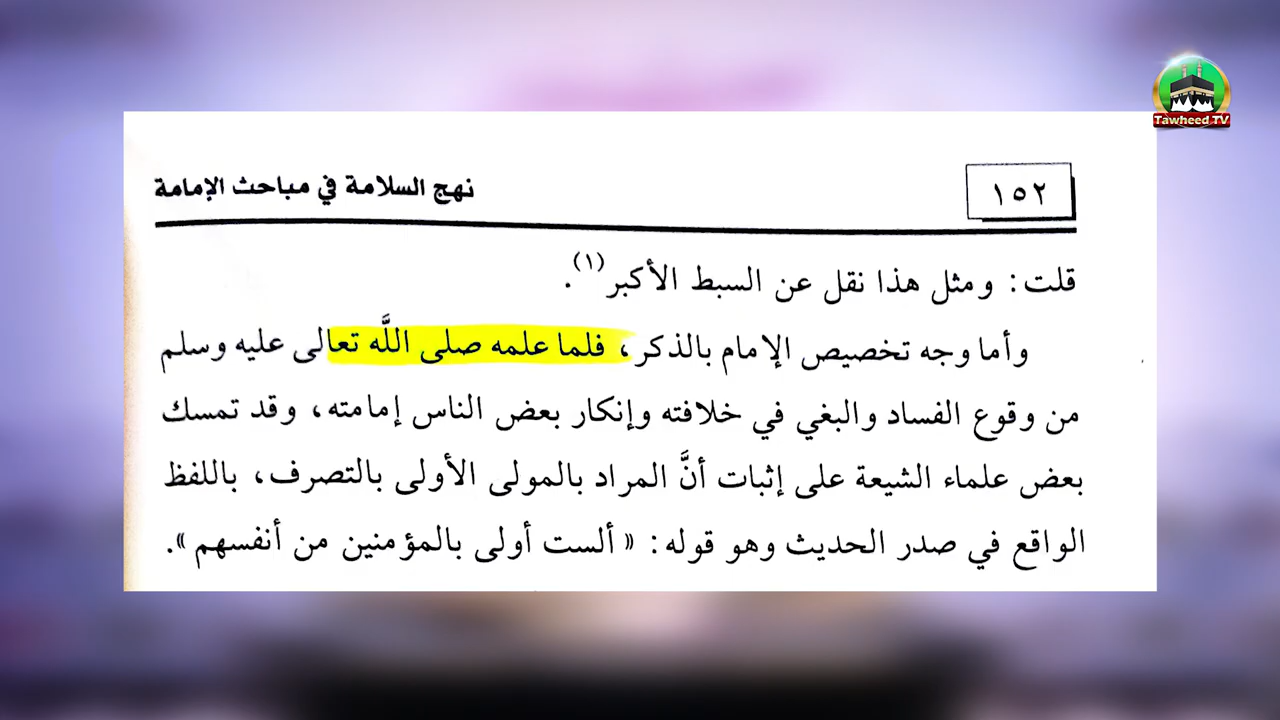 Tawheed TV
١٥٢
نهج السلامة في مباحث الإمامة
قلت: ومثل هذا نقل عن السبط الأكبر(١).
وأما وجه تخصيص الإمام بالذكر، فلما علمه صلى اللَّه تعالى عليه وسلم
من وقوع الفساد والبغي في خلافته وإنكار بعض الناس إمامته، وقد تمسك
بعض علماء الشيعة على إثبات أنَّ المراد بالمولى الأولى بالتصرف، باللفظ
الواقع في صدر الحديث وهو قوله: «ألست أولى بالمؤمنين من أنفسهم».